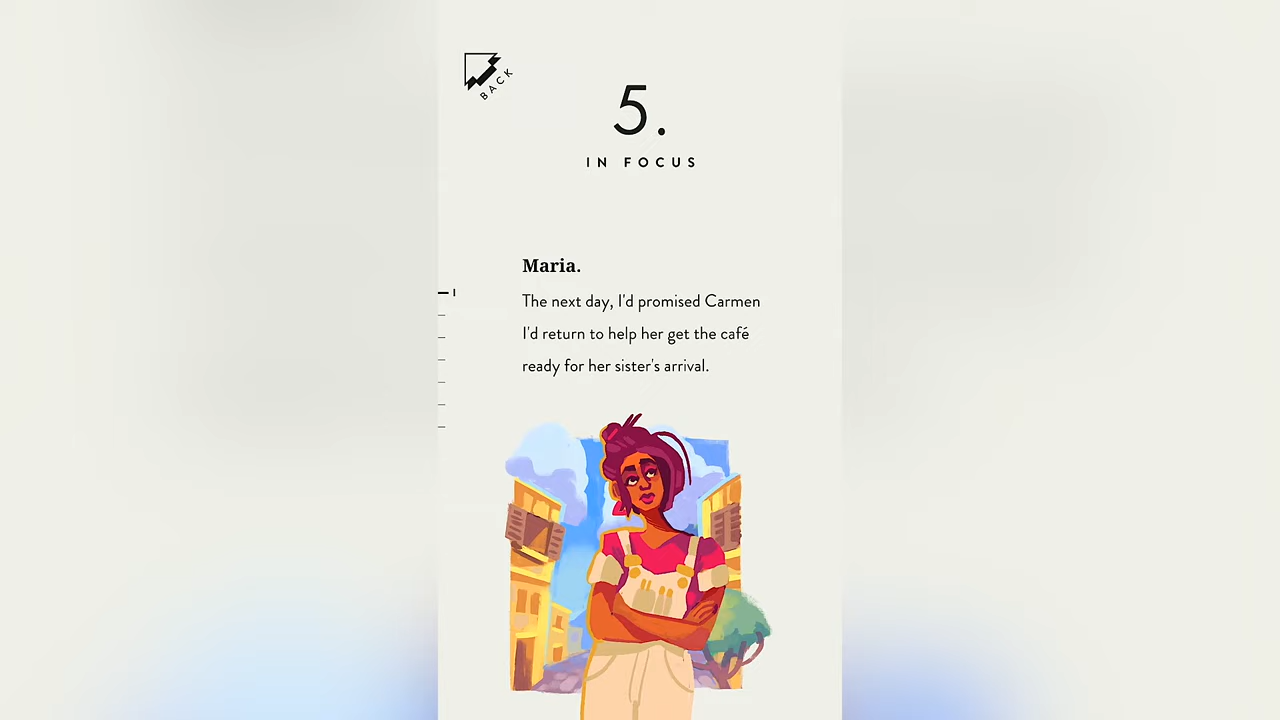 BACK
5.
IN FOCUS
Maria.
The next day, I'd promised Carmen
I'd return to help her get the café
ready for her sister's arrival.